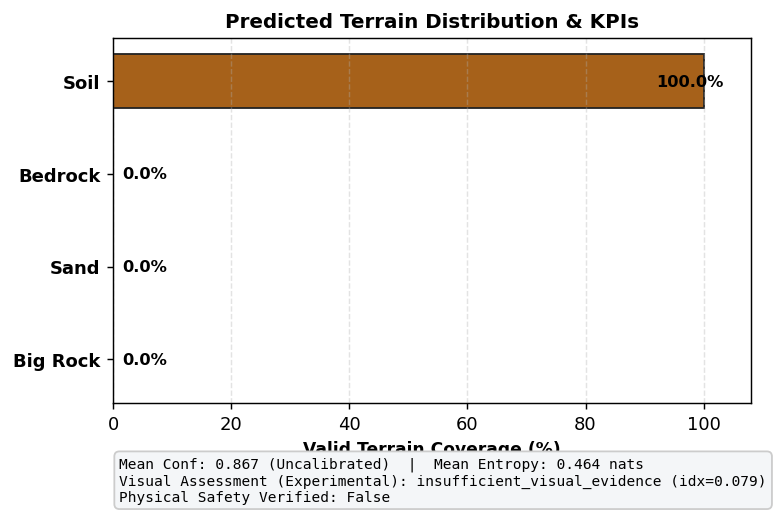 Predicted Terrain Distribution & KPIs
Soil
100.0%
Bedrock
0.0%
Sand
0.0%
Big Rock
0.0%
0 20 40 60 80 100
Valid Terrain Coverage (%)
Mean Conf: 0.867 (Uncalibrated) | Mean Entropy: 0.464 nats
Visual Assessment (Experimental): insufficient_visual_evidence (idx=0.079)
Physical Safety Verified: False